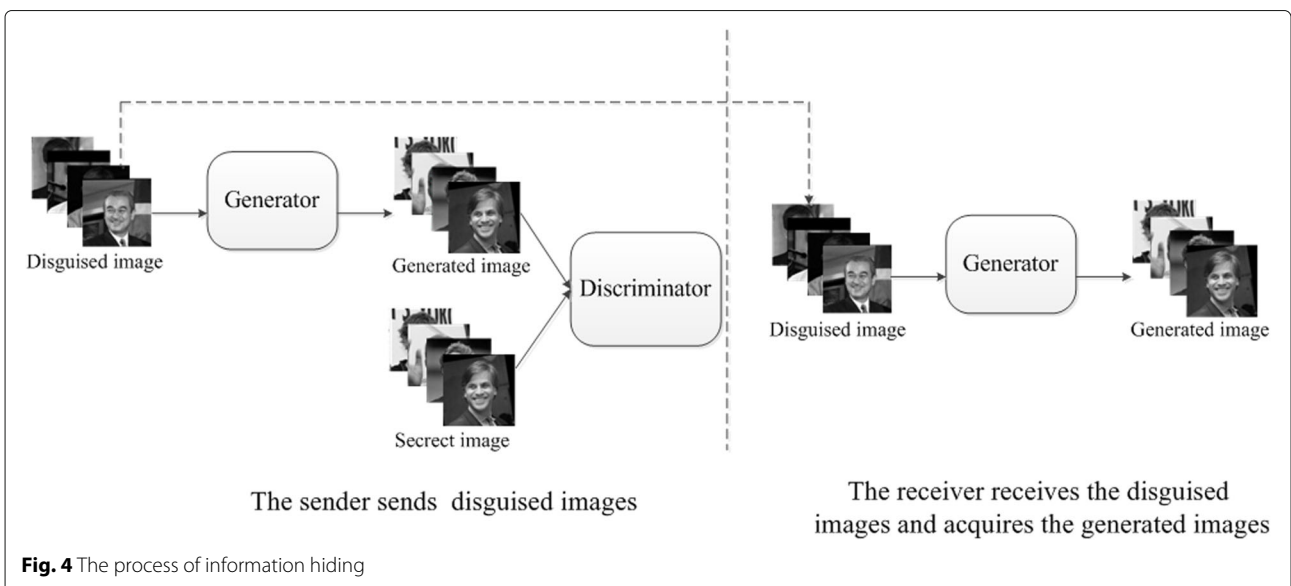 Disguised image
Generator
Generated image
Discriminator
Secrect image
The sender sends disguised images
Disguised image
Generator
Generated image
The receiver receives the disguised
images and acquires the generated images
Fig. 4 The process of information hiding